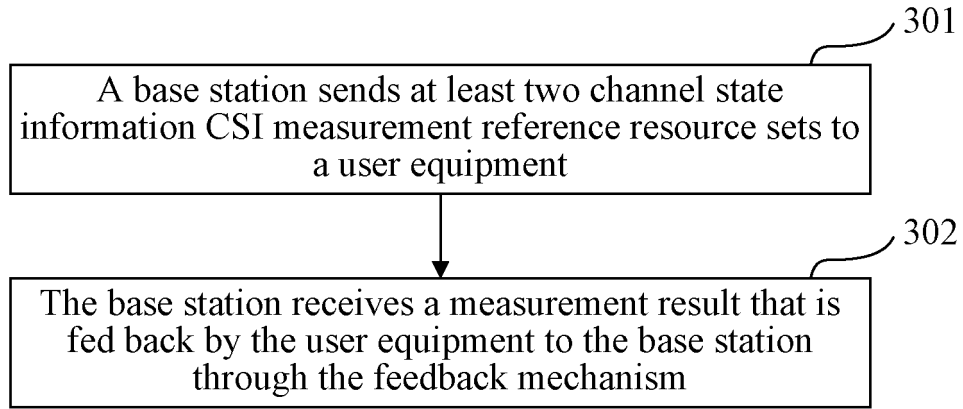 301
A base station sends at least two channel state
information CSI measurement reference resource sets to
a user equipment
302
The base station receives a measurement result that is
fed back by the user equipment to the base station
through the feedback mechanism